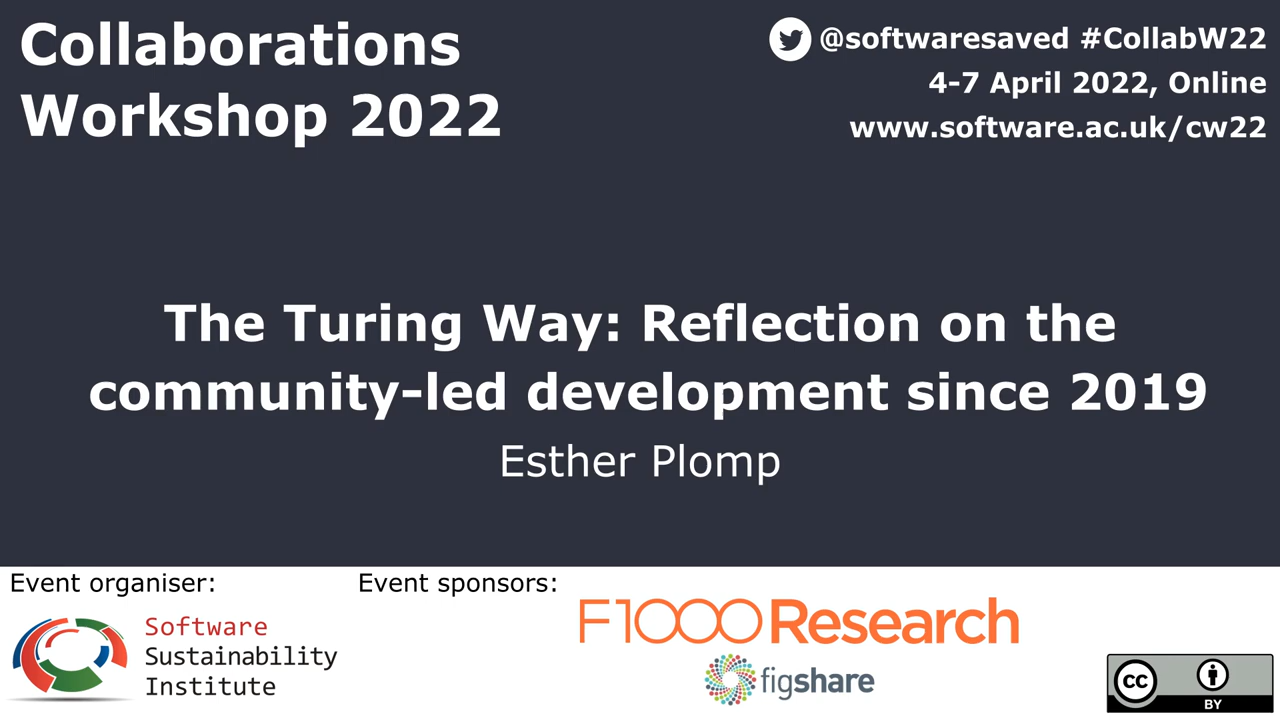 Collaborations
Workshop 2022
@softwaresaved #CollabW22
4-7 April 2022, Online
www.software.ac.uk/cw22
The Turing Way: Reflection on the
community-led development since 2019
Esther Plomp
Event organiser:
Software
Sustainability
Institute
Event sponsors:
F1000Research
figshare
CC
BY